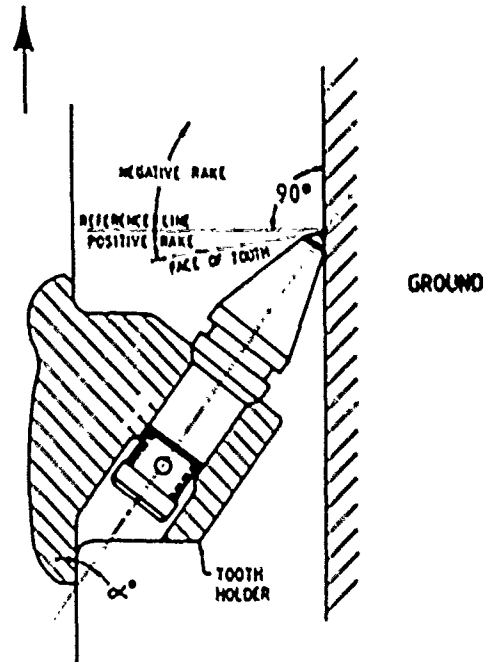 NEGATIVE RAKE
90°
REFERENCE LINE
POSITIVE RAKE
FACE OF TOOTH
GROUND
α°
TOOTH
HOLDER